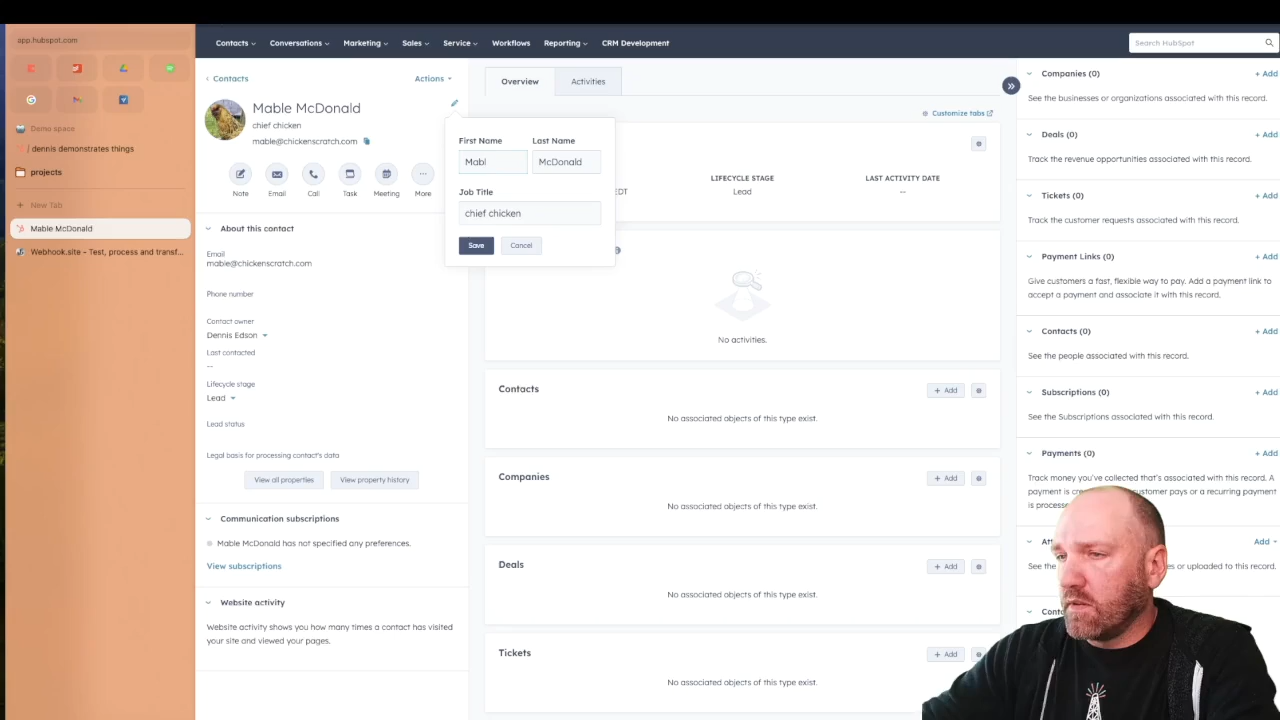 app.hubspot.com
Demo space
/ dennis demonstrates things
projects
+ New Tab
Mable McDonald
Webhook.site - Test, process and transf...
Contacts
Conversations
Marketing
Sales
Service
Workflows
Reporting
CRM Development
Search HubSpot
Contacts
Actions
Mable McDonald
chief chicken
mable@chickenscratch.com
Note
Email
Call
Task
Meeting
More
About this contact
Email
mable@chickenscratch.com
Phone number
Contact owner
Dennis Edson
Last contacted
--
Lifecycle stage
Lead
Lead status
Legal basis for processing contact's data
View all properties
View property history
Communication subscriptions
Mable McDonald has not specified any preferences.
View subscriptions
Website activity
Website activity shows you how many times a contact has visited
your site and viewed your pages.
Overview
Activities
Customize tabs
First Name
Last Name
Mabl
McDonald
Job Title
chief chicken
Save
Cancel
EDT
LIFECYCLE STAGE
Lead
LAST ACTIVITY DATE
--
No activities.
Contacts
+ Add
No associated objects of this type exist.
Companies
+ Add
No associated objects of this type exist.
Deals
+ Add
No associated objects of this type exist.
Tickets
+ Add
No associated objects of this type exist.
Companies (0)
+ Add
See the businesses or organizations associated with this record.
Deals (0)
+ Add
Track the revenue opportunities associated with this record.
Tickets (0)
+ Add
Track the customer requests associated with this record.
Payment Links (0)
+ Add
Give customers a fast, flexible way to pay. Add a payment link to
accept a payment and associate it with this record.
Contacts (0)
+ Add
See the people associated with this record.
Subscriptions (0)
+ Add
See the Subscriptions associated with this record.
Payments (0)
+ Add
Track money you've collected that's associated with this record. A
payment is customer pays or a recurring payment
is
Add
See the or uploaded to this record.